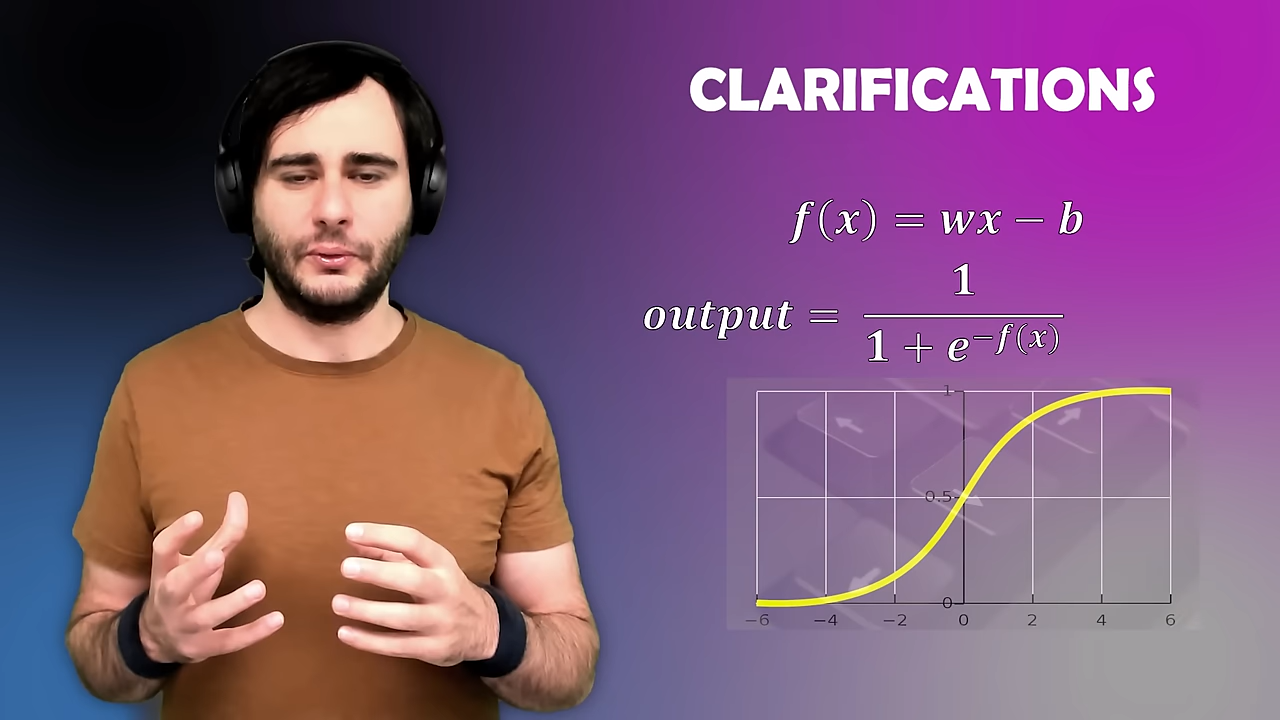 CLARIFICATIONS
f(x) = wx − b
output = 1 / (1 + e^{−f(x)})
1
0.5
0
−6 −4 −2 0 2 4 6